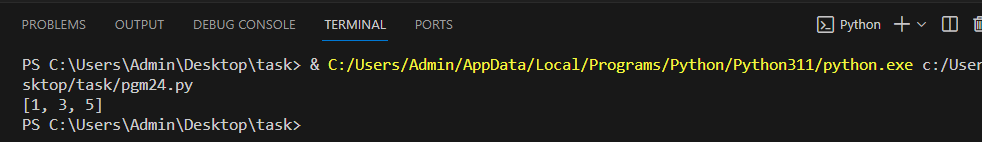 PROBLEMS OUTPUT DEBUG CONSOLE TERMINAL PORTS Python
PS C:\Users\Admin\Desktop\task> & C:/Users/Admin/AppData/Local/Programs/Python/Python311/python.exe c:/User
sktop/task/pgm24.py
[1, 3, 5]
PS C:\Users\Admin\Desktop\task>